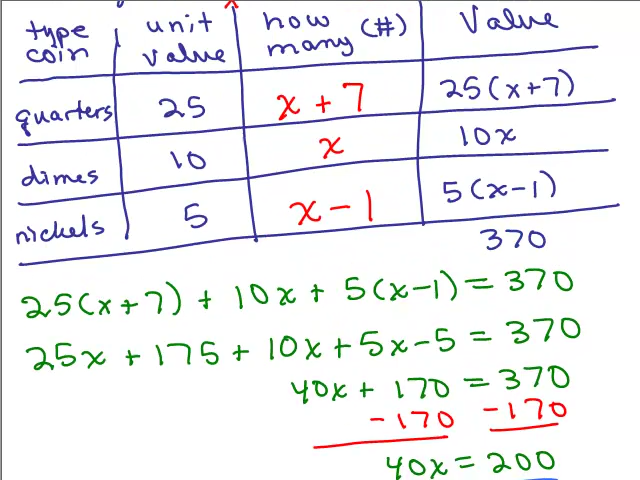 type coin unit value how many (#) Value
quarters 25 x + 7 25(x+7)
dimes 10 x 10x
nickels 5 x - 1 5(x-1)
370
25(x+7) + 10x + 5(x-1) = 370
25x + 175 + 10x + 5x - 5 = 370
40x + 170 = 370
-170 -170
40x = 200